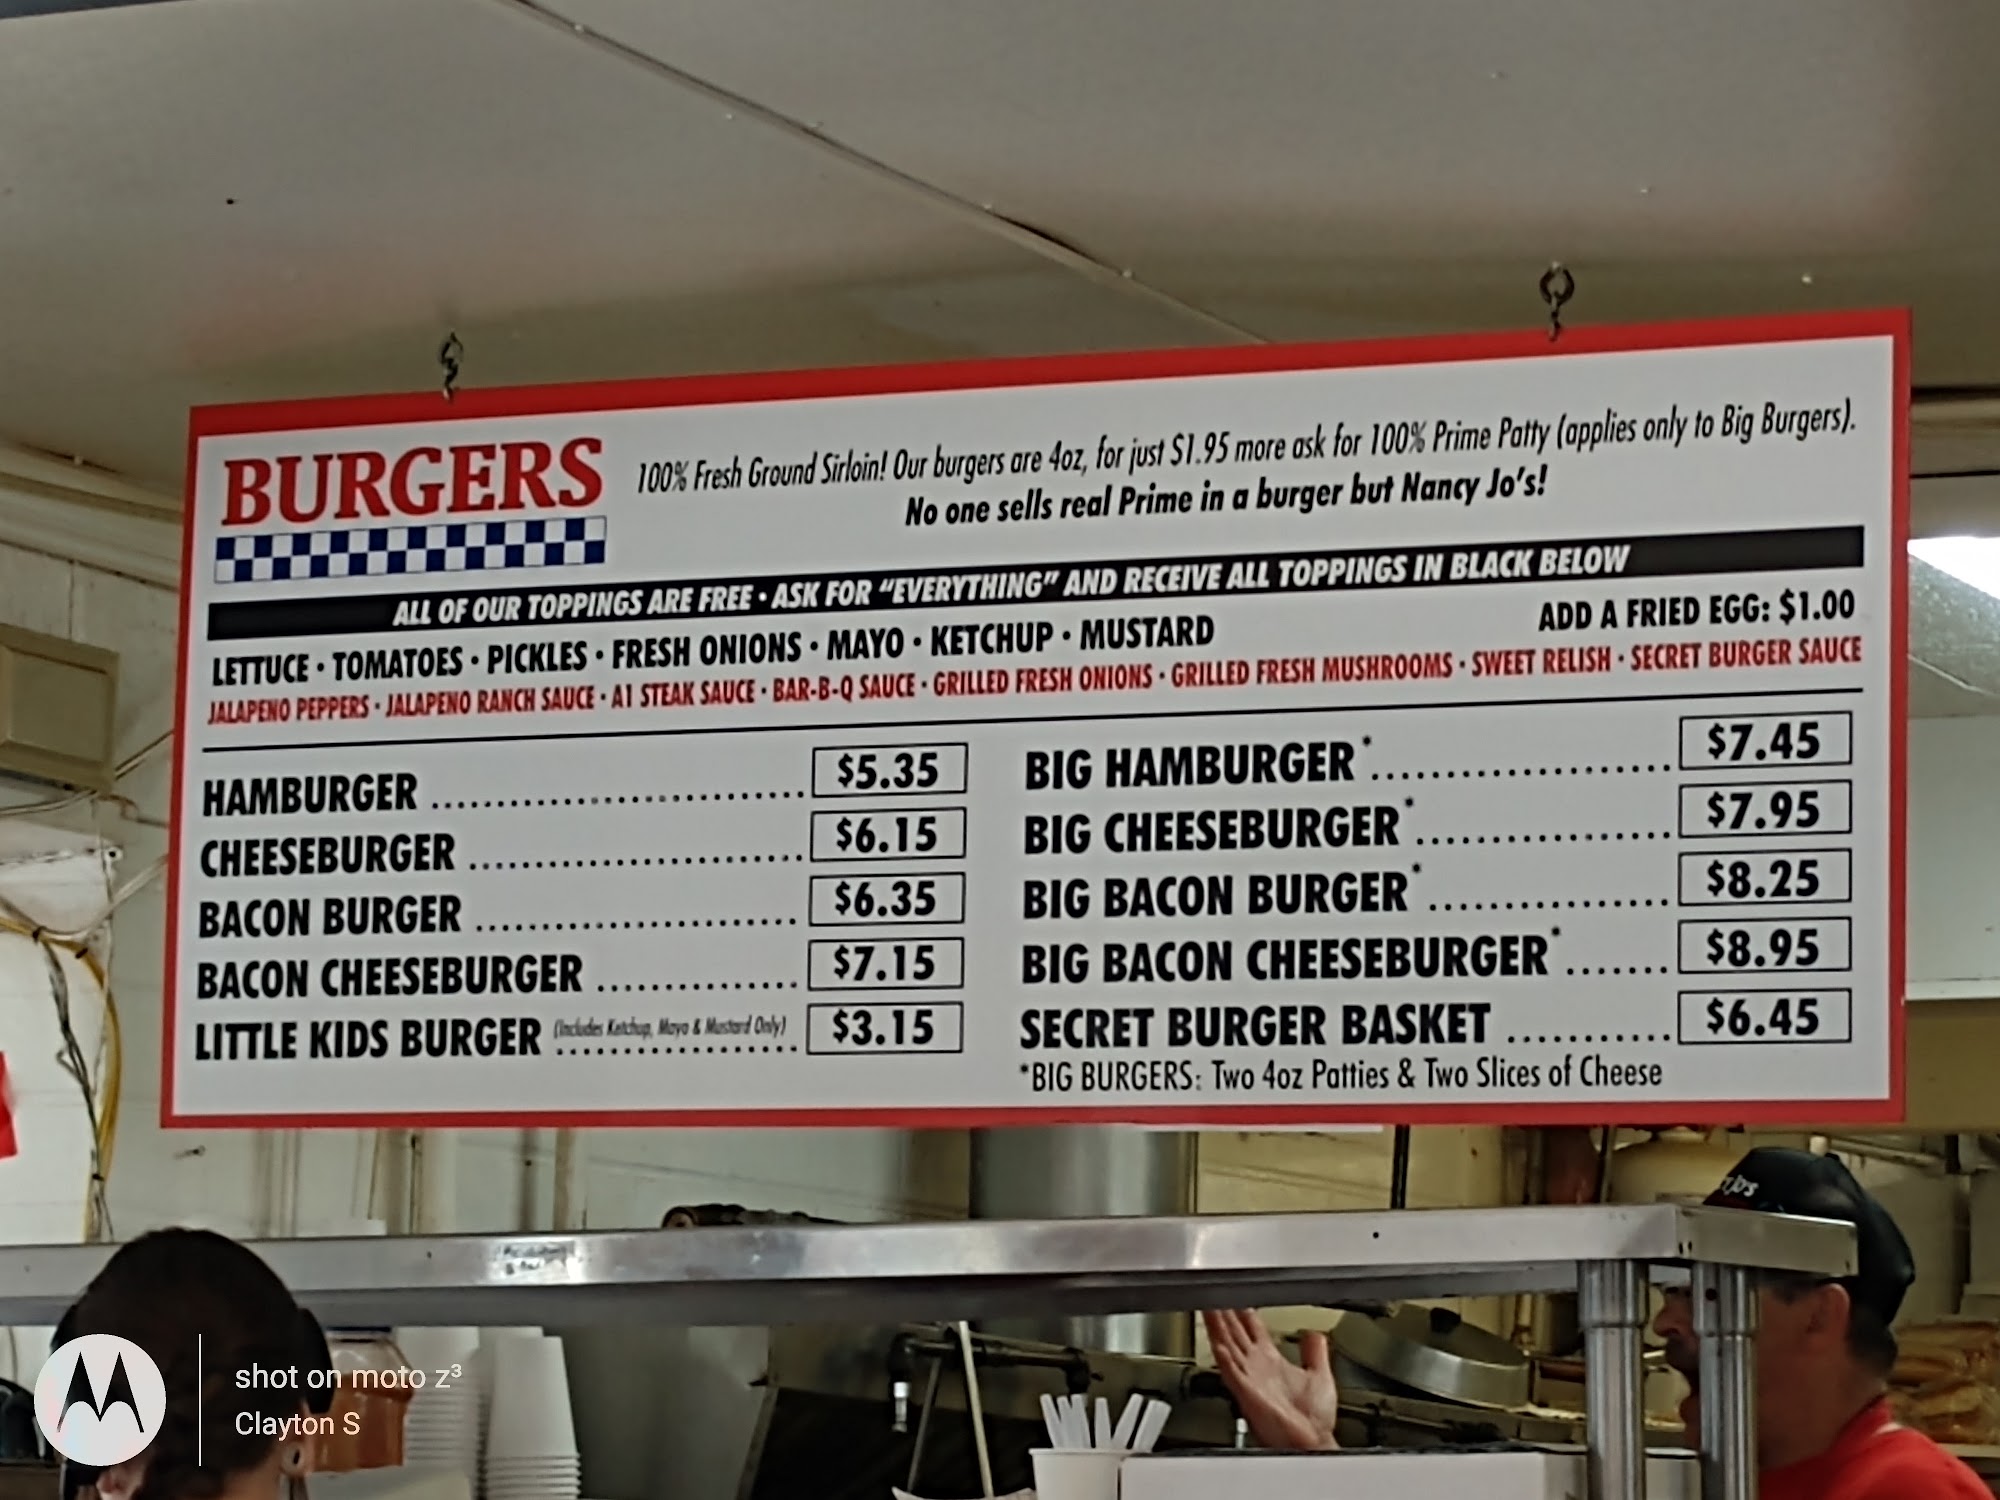 BURGERS
100% Fresh Ground Sirloin! Our burgers are 4oz, for just $1.95 more ask for 100% Prime Patty (applies only to Big Burgers).
No one sells real Prime in a burger but Nancy Jo's!
ALL OF OUR TOPPINGS ARE FREE • ASK FOR "EVERYTHING" AND RECEIVE ALL TOPPINGS IN BLACK BELOW
LETTUCE • TOMATOES • PICKLES • FRESH ONIONS • MAYO • KETCHUP • MUSTARD
ADD A FRIED EGG: $1.00
JALAPENO PEPPERS • JALAPENO RANCH SAUCE • A1 STEAK SAUCE • BAR-B-Q SAUCE • GRILLED FRESH ONIONS • GRILLED FRESH MUSHROOMS • SWEET RELISH • SECRET BURGER SAUCE
HAMBURGER $5.35
CHEESEBURGER $6.15
BACON BURGER $6.35
BACON CHEESEBURGER $7.15
LITTLE KIDS BURGER (Includes Ketchup, Mayo & Mustard Only) $3.15
BIG HAMBURGER* $7.45
BIG CHEESEBURGER* $7.95
BIG BACON BURGER* $8.25
BIG BACON CHEESEBURGER* $8.95
SECRET BURGER BASKET $6.45
*BIG BURGERS: Two 4oz Patties & Two Slices of Cheese
shot on moto z³
Clayton S